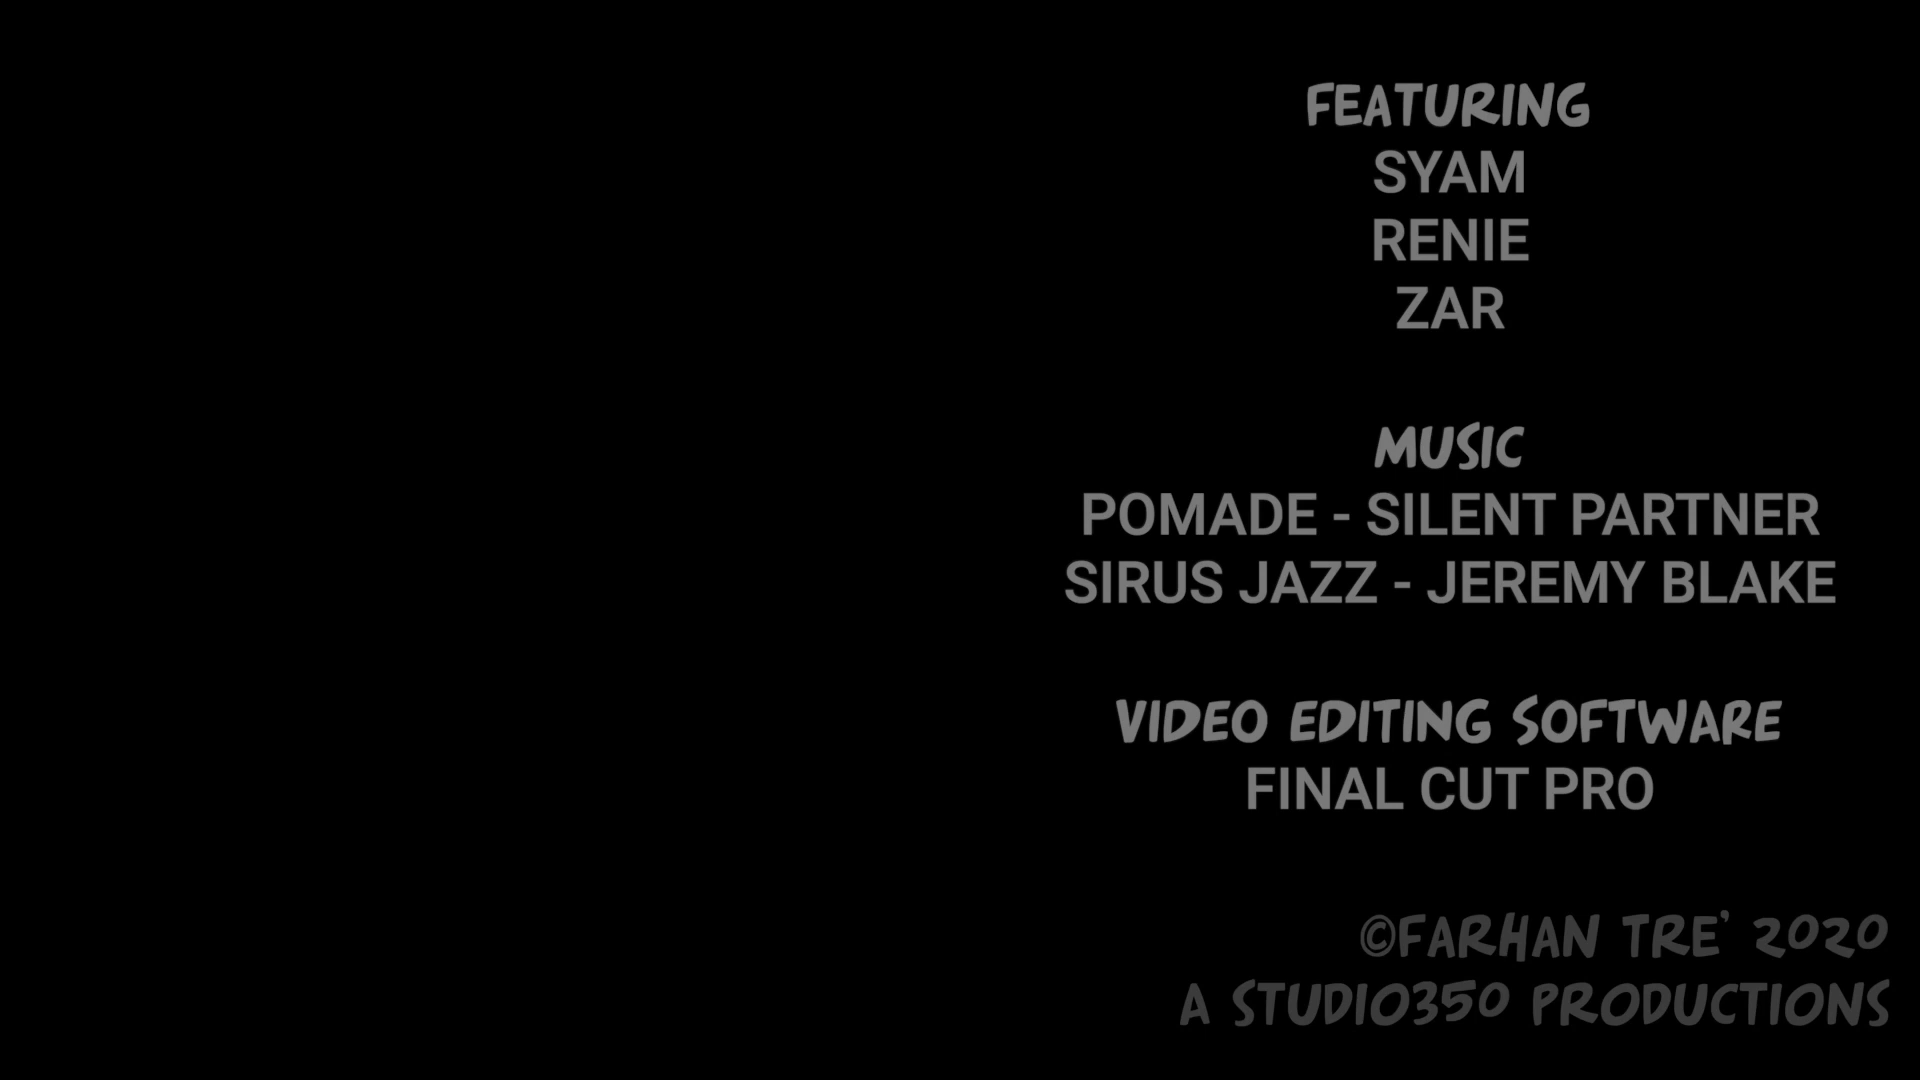 FEATURING
SYAM
RENIE
ZAR
MUSIC
POMADE - SILENT PARTNER
SIRUS JAZZ - JEREMY BLAKE
VIDEO EDITING SOFTWARE
FINAL CUT PRO
©FARHAN TRE' 2020
A STUDIO350 PRODUCTIONS